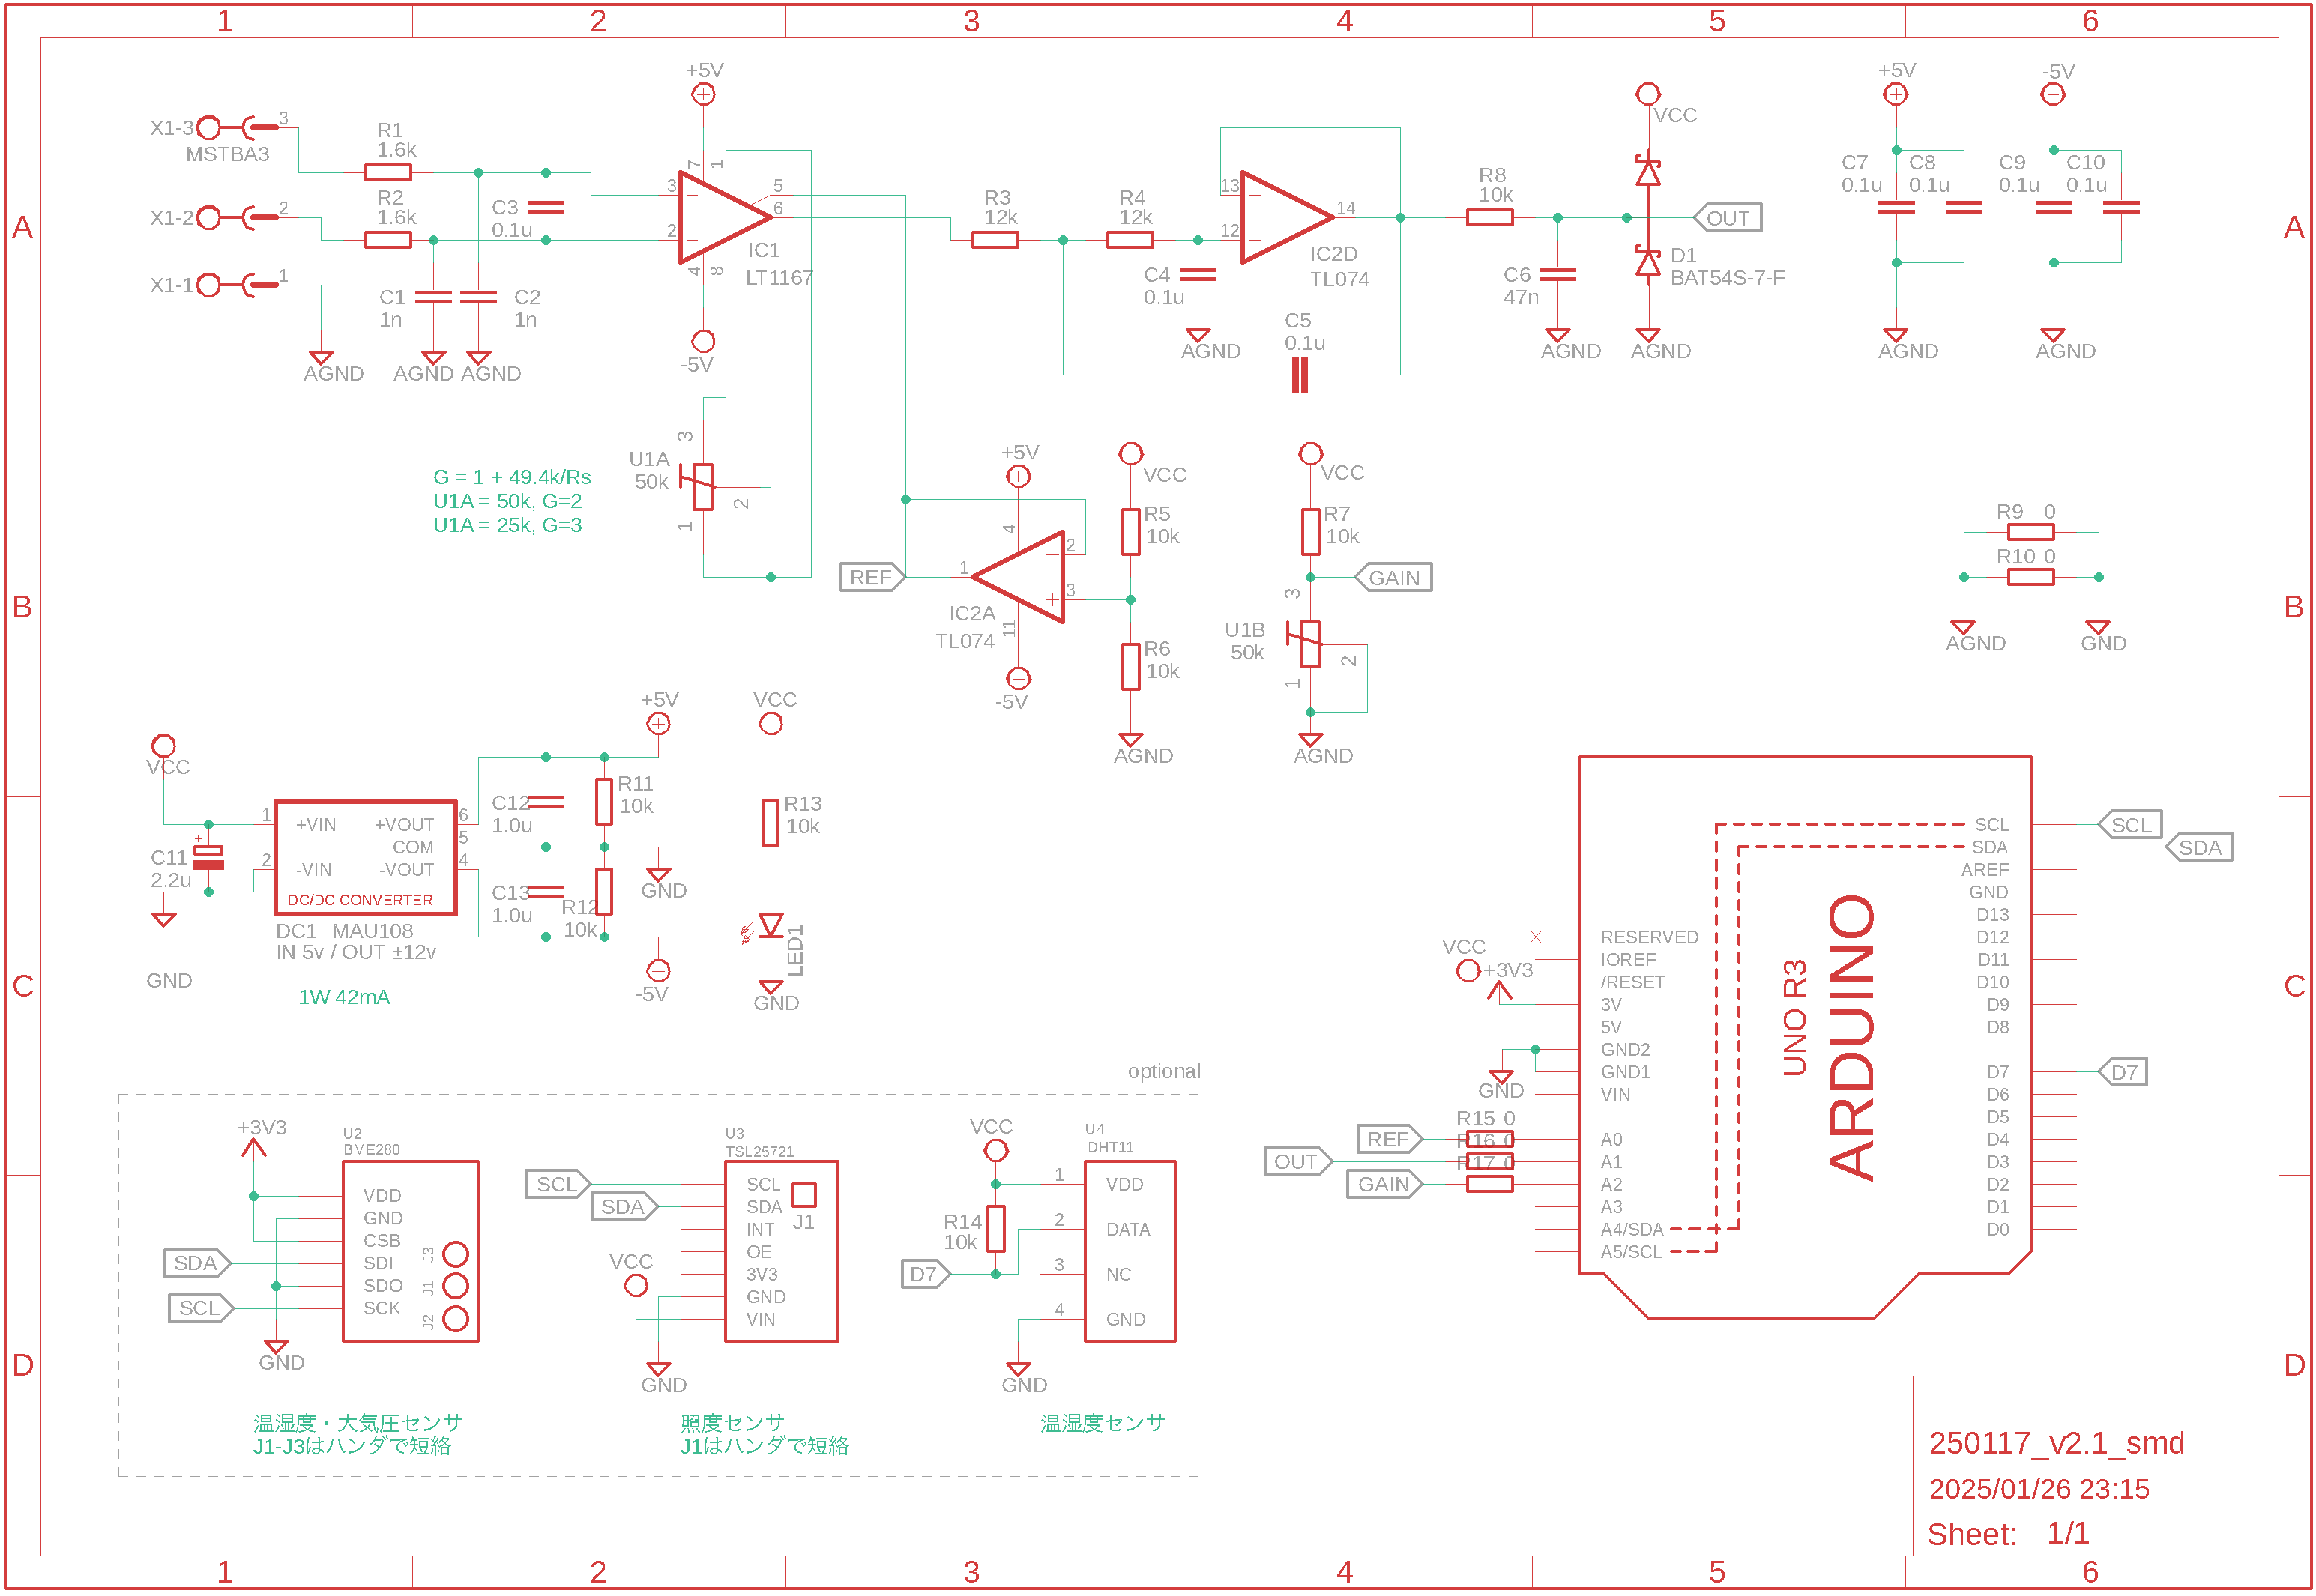 1 2 3 4 5 6
A
A
B
B
C
C
D
D
X1-3
MSTBA3
3
X1-2
2
X1-1
1
AGND
R1
1.6k
R2
1.6k
C3
0.1u
C1
1n
C2
1n
AGND AGND
+5V
7
1
3
2
5
6
4
8
IC1
LT1167
-5V
R3
12k
R4
12k
C4
0.1u
AGND
13
12
14
IC2D
TL074
C5
0.1u
R8
10k
C6
47n
AGND
VCC
OUT
D1
BAT54S-7-F
AGND
+5V
C7
0.1u
C8
0.1u
AGND
-5V
C9
0.1u
C10
0.1u
AGND
G = 1 + 49.4k/Rs
U1A = 50k, G=2
U1A = 25k, G=3
U1A
50k
3
2
1
REF
+5V
4
2
1
3
11
IC2A
TL074
-5V
VCC
R5
10k
R6
10k
AGND
VCC
R7
10k
GAIN
3
U1B
50k
2
1
AGND
R9 0
R10 0
AGND
GND
VCC
C11
2.2u
+
GND
1
2
+VIN
-VIN
+VOUT
COM
-VOUT
6
5
4
DC/DC CONVERTER
DC1 MAU108
IN 5v / OUT ±12v
1W 42mA
+5V
C12
1.0u
R11
10k
GND
C13
1.0u
R12
10k
-5V
VCC
R13
10k
LED1
GND
ARDUINO
UNO R3
RESERVED
IOREF
/RESET
3V
5V
GND2
GND1
VIN
A0
A1
A2
A3
A4/SDA
A5/SCL
SCL
SDA
AREF
GND
D13
D12
D11
D10
D9
D8
D7
D6
D5
D4
D3
D2
D1
D0
SCL
SDA
D7
VCC
+3V3
GND
R15 0
R16 0
R17 0
REF
OUT
GAIN
optional
+3V3
U2
BME280
VDD
GND
CSB
SDI
SDO
SCK
J3
J1
J2
SDA
SCL
GND
温湿度・大気圧センサ
J1-J3はハンダで短絡
U3
TSL25721
SCL
SDA
INT
OE
3V3
GND
VIN
J1
SCL
SDA
VCC
GND
照度センサ
J1はハンダで短絡
VCC
U4
DHT11
1
2
3
4
VDD
DATA
NC
GND
R14
10k
D7
GND
温湿度センサ
250117_v2.1_smd
2025/01/26 23:15
Sheet: 1/1
1 2 3 4 5 6